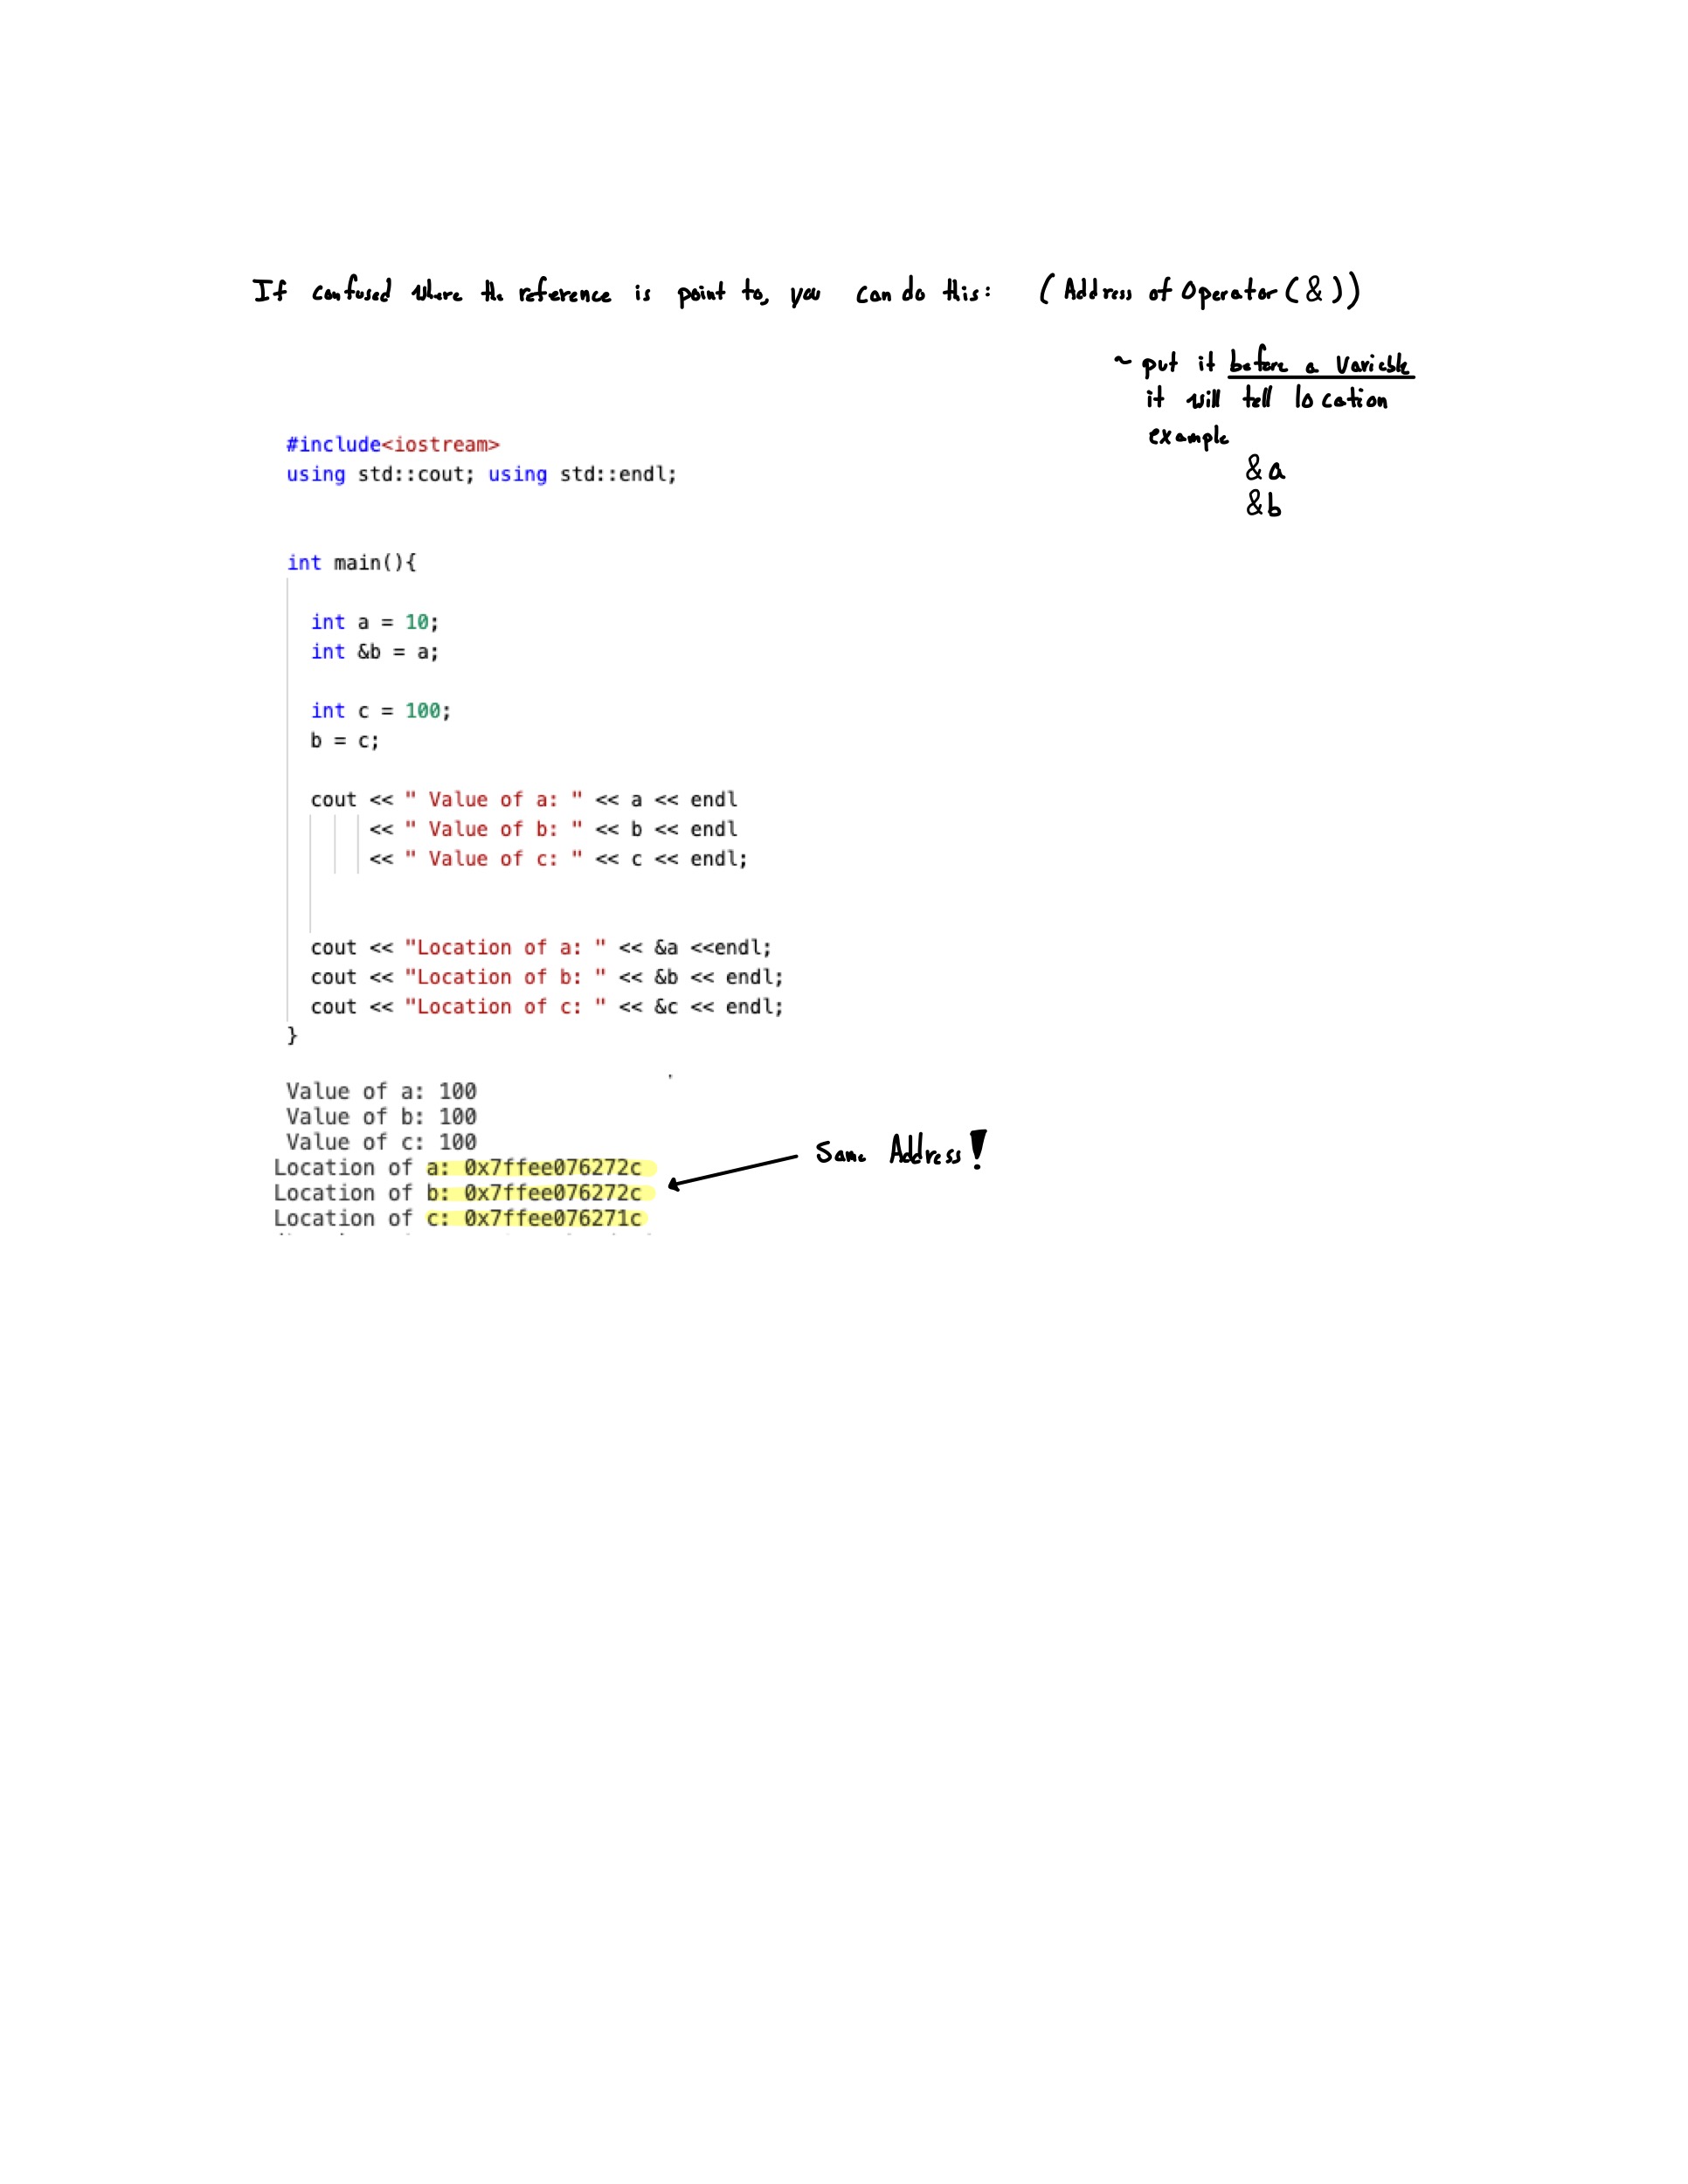 If confused where the reference is point to, you can do this: (Address of Operator (&))
~ put it before a variable
it will tell location
example
&a
&b
#include<iostream>
using std::cout; using std::endl;
int main(){
int a = 10;
int &b = a;
int c = 100;
b = c;
cout << " Value of a: " << a << endl
<< " Value of b: " << b << endl
<< " Value of c: " << c << endl;
cout << "Location of a: " << &a <<endl;
cout << "Location of b: " << &b << endl;
cout << "Location of c: " << &c << endl;
}
Value of a: 100
Value of b: 100
Value of c: 100
Location of a: 0x7ffee076272c
Location of b: 0x7ffee076272c
Location of c: 0x7ffee076271c
Same Address!